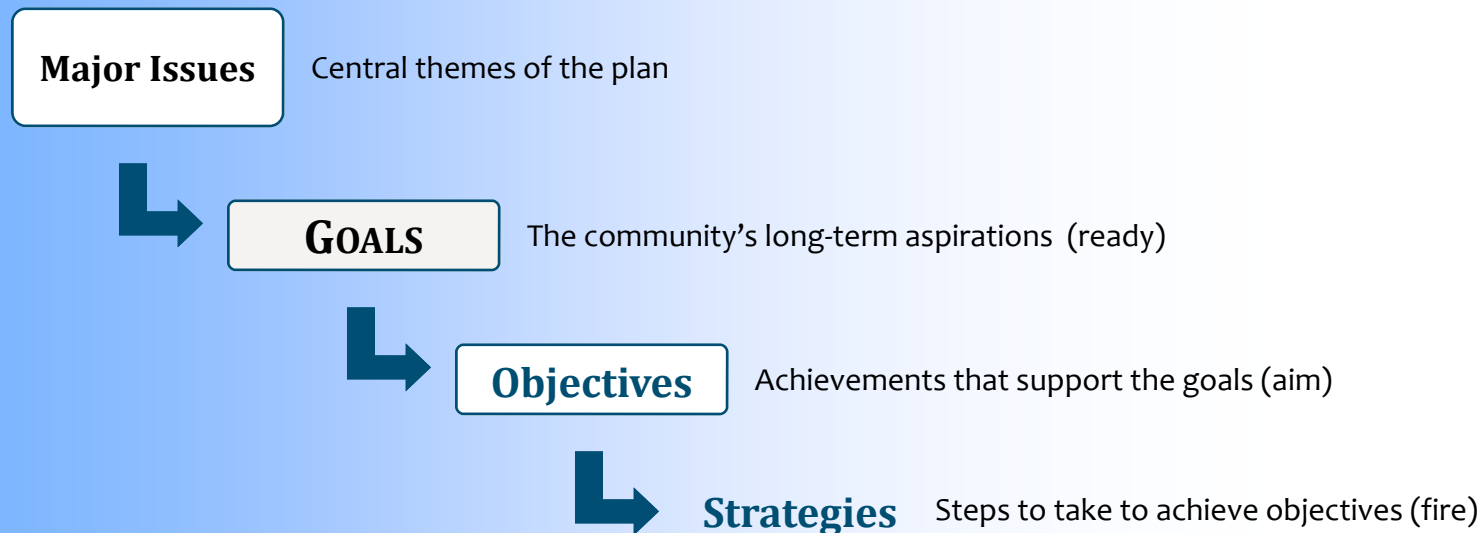 Major Issues Central themes of the plan
GOALS The community’s long-term aspirations (ready)
Objectives Achievements that support the goals (aim)
Strategies Steps to take to achieve objectives (fire)